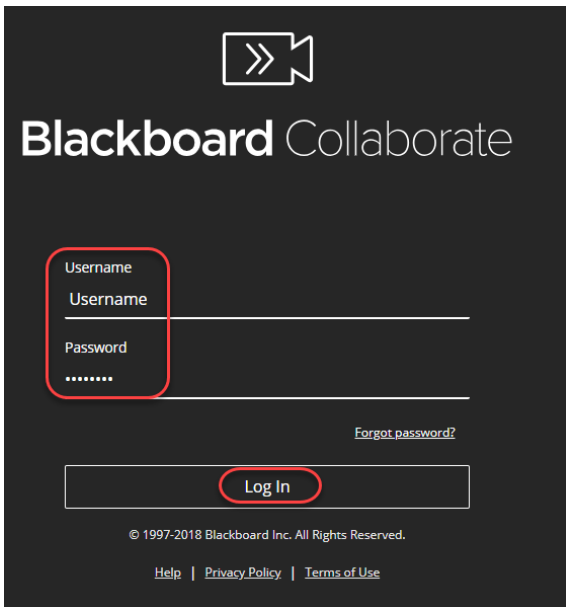 Blackboard Collaborate
Username
Username
Password
••••••••
Forgot password?
Log In
© 1997-2018 Blackboard Inc. All Rights Reserved.
Help | Privacy Policy | Terms of Use